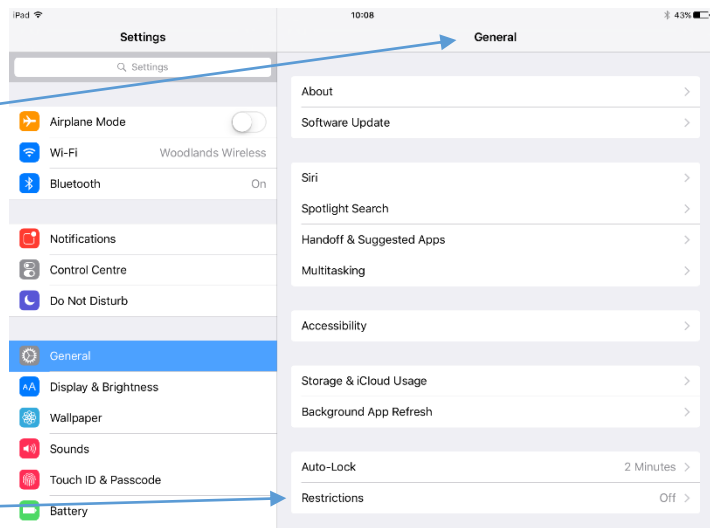 iPad 10:08 43%
Settings
Settings
Airplane Mode
Wi-Fi Woodlands Wireless
Bluetooth On
Notifications
Control Centre
Do Not Disturb
General
AA Display & Brightness
Wallpaper
Sounds
Touch ID & Passcode
Battery
General
About
Software Update
Siri
Spotlight Search
Handoff & Suggested Apps
Multitasking
Accessibility
Storage & iCloud Usage
Background App Refresh
Auto-Lock 2 Minutes
Restrictions Off